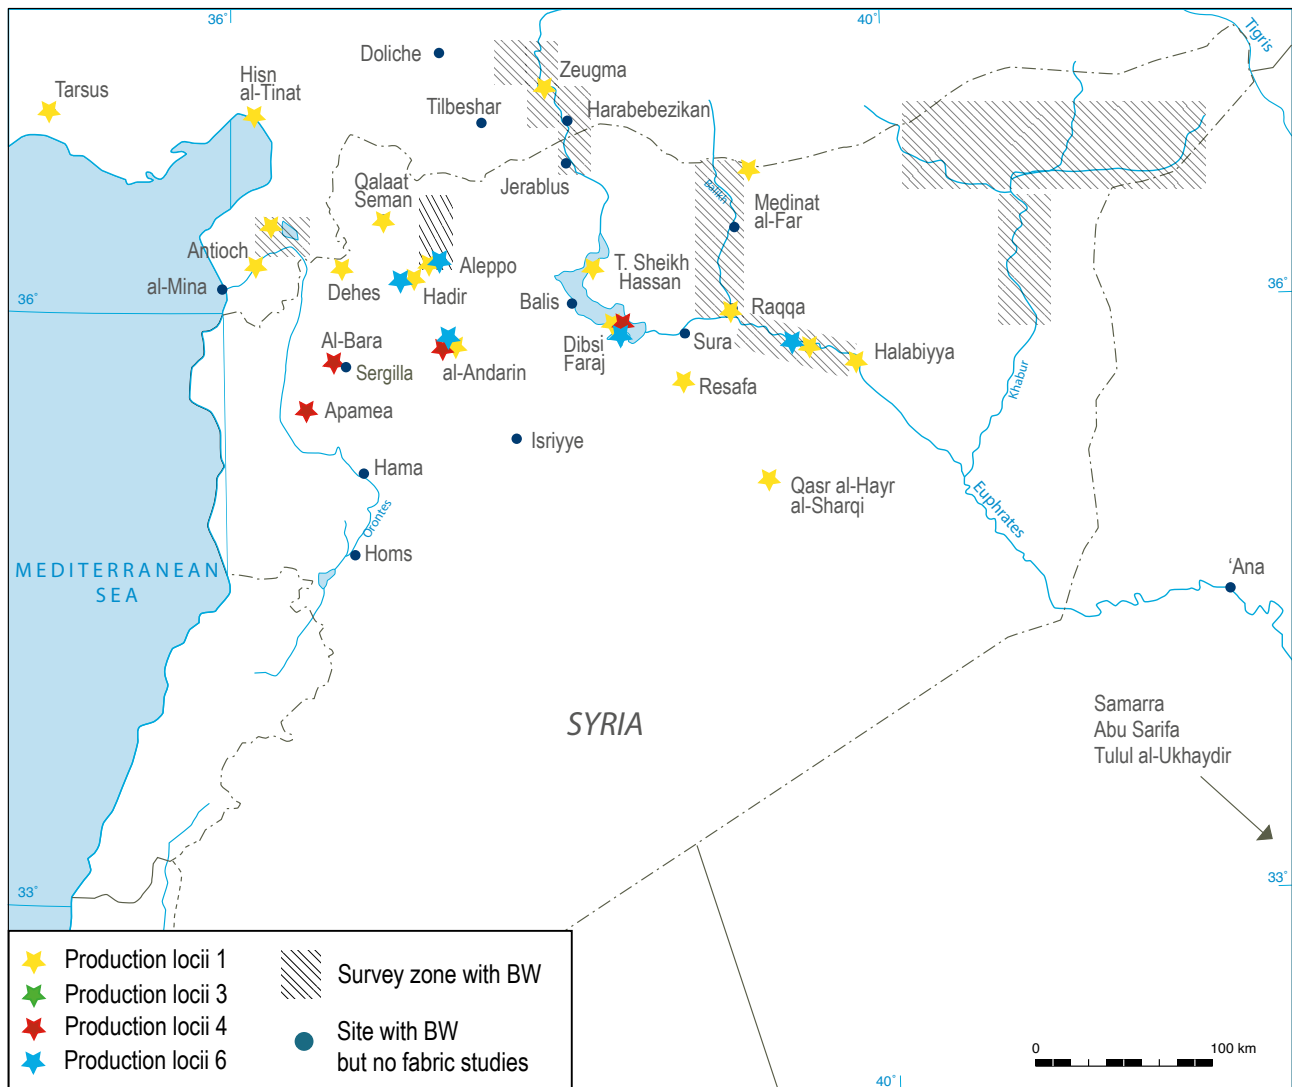 36°
40°
Tigris
Doliche
Zeugma
Tarsus
Hisn
al-Tinat
Tilbeshar
Harabebezikan
Jerablus
Qalaat
Seman
Balikh
Medinat
al-Far
Antioch
Aleppo
T. Sheikh
Hassan
al-Mina
Dehes
Hadir
Balis
Raqqa
36°
36°
Al-Bara
Sergilla
al-Andarin
Dibsi
Faraj
Sura
Halabiyya
Resafa
Khabur
Apamea
Isriyye
Hama
Qasr al-Hayr
al-Sharqi
Euphrates
Orontes
Homs
MEDITERRANEAN
SEA
'Ana
SYRIA
Samarra
Abu Sarifa
Tulul al-Ukhaydir
33°
33°
Production locii 1
Production locii 3
Production locii 4
Production locii 6
Survey zone with BW
Site with BW
but no fabric studies
0 100 km
40°